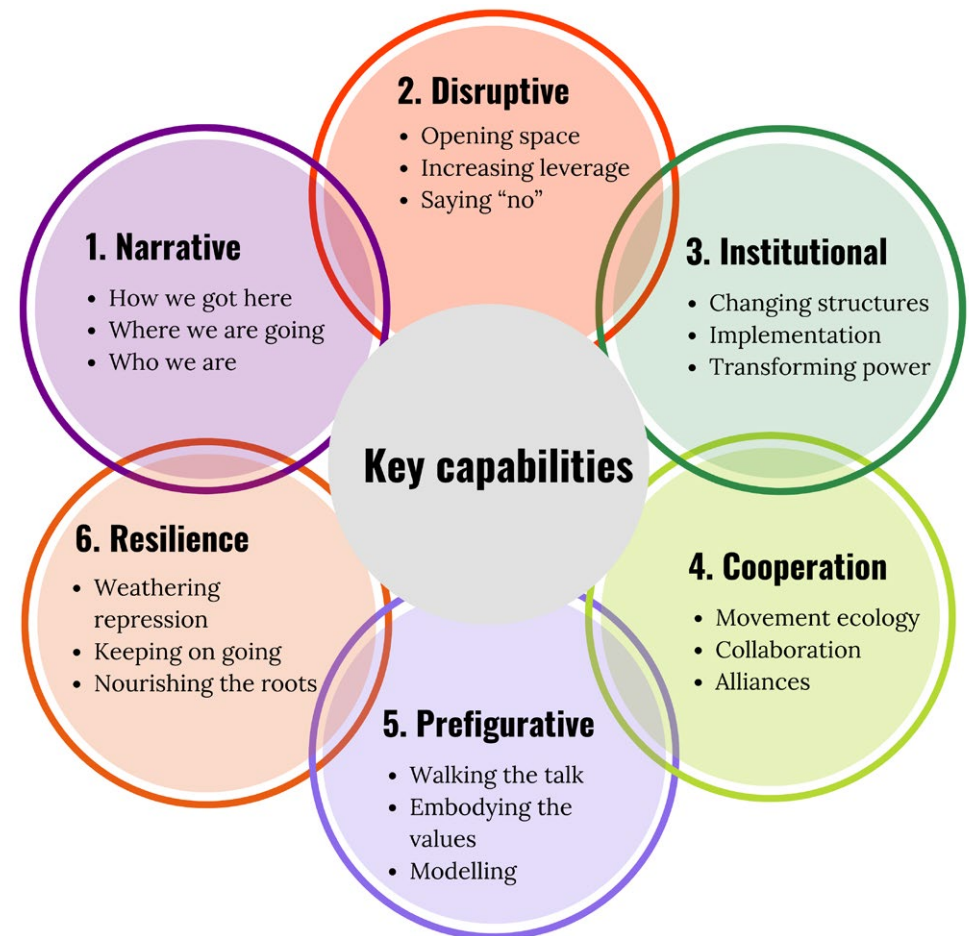 2. Disruptive
• Opening space
• Increasing leverage
• Saying “no”
1. Narrative
• How we got here
• Where we are going
• Who we are
3. Institutional
• Changing structures
• Implementation
• Transforming power
Key capabilities
6. Resilience
• Weathering
repression
• Keeping on going
• Nourishing the roots
4. Cooperation
• Movement ecology
• Collaboration
• Alliances
5. Prefigurative
• Walking the talk
• Embodying the
values
• Modelling